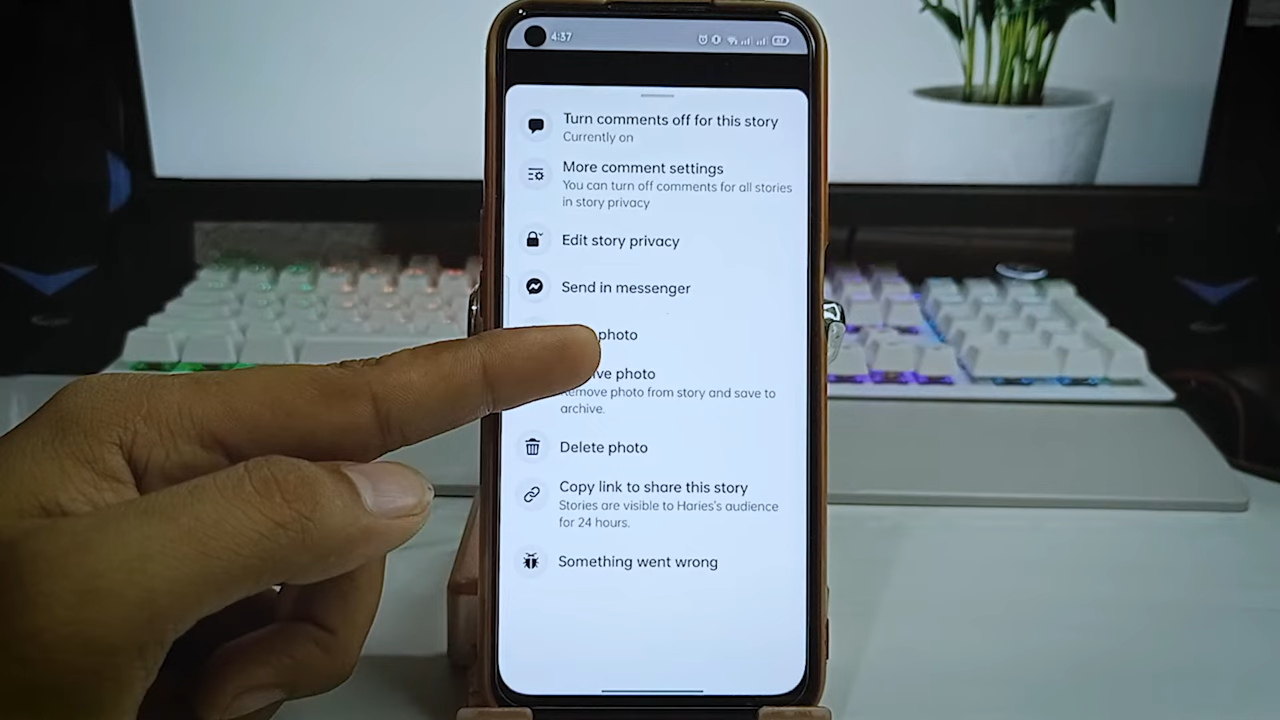 4:37
Turn comments off for this story
Currently on
More comment settings
You can turn off comments for all stories
in story privacy
Edit story privacy
Send in messenger
photo
photo
Remove photo from story and save to
archive.
Delete photo
Copy link to share this story
Stories are visible to Haries's audience
for 24 hours.
Something went wrong